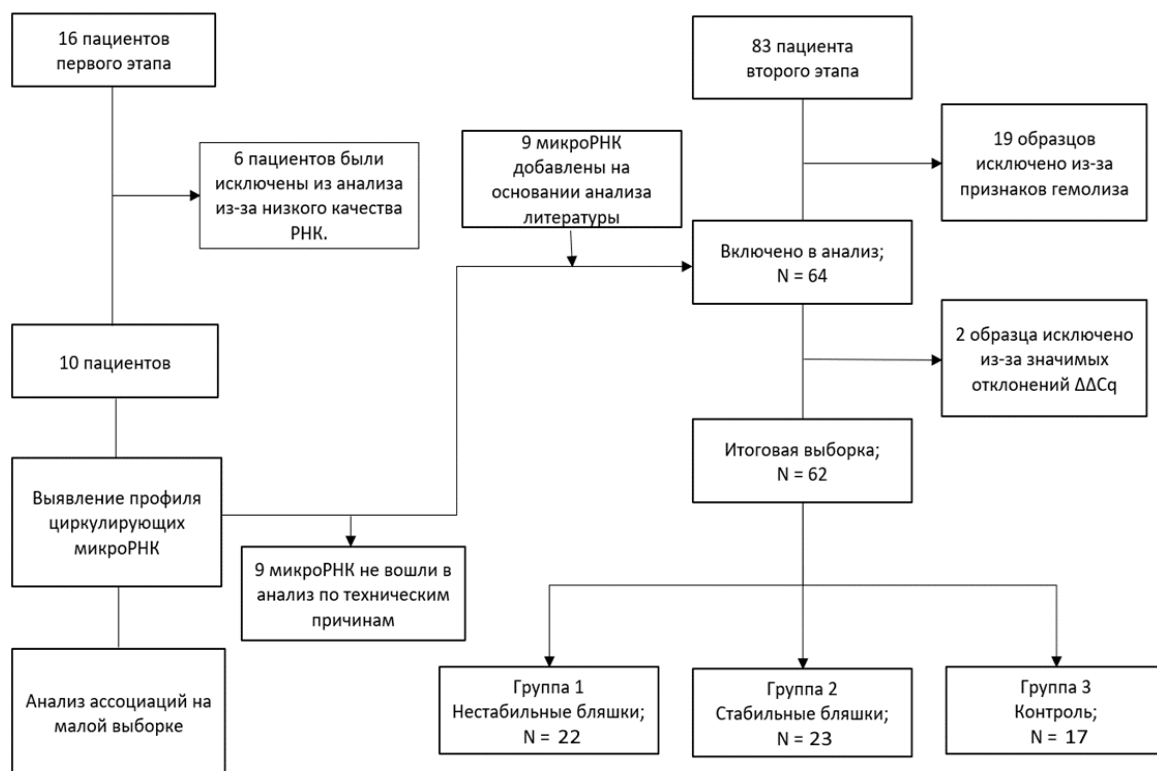 16 пациентов
первого этапа
6 пациентов были
исключены из анализа
из-за низкого качества
РНК.
10 пациентов
Выявление профиля
циркулирующих
микроРНК
9 микроРНК не вошли в
анализ по техническим
причинам
Анализ ассоциаций на
малой выборке
9 микроРНК
добавлены на
основании анализа
литературы
83 пациента
второго этапа
19 образцов
исключено из-за
признаков гемолиза
Включено в анализ;
N = 64
2 образца исключено
из-за значимых
отклонений ΔΔCq
Итоговая выборка;
N = 62
Группа 1
Нестабильные бляшки;
N = 22
Группа 2
Стабильные бляшки;
N = 23
Группа 3
Контроль;
N = 17